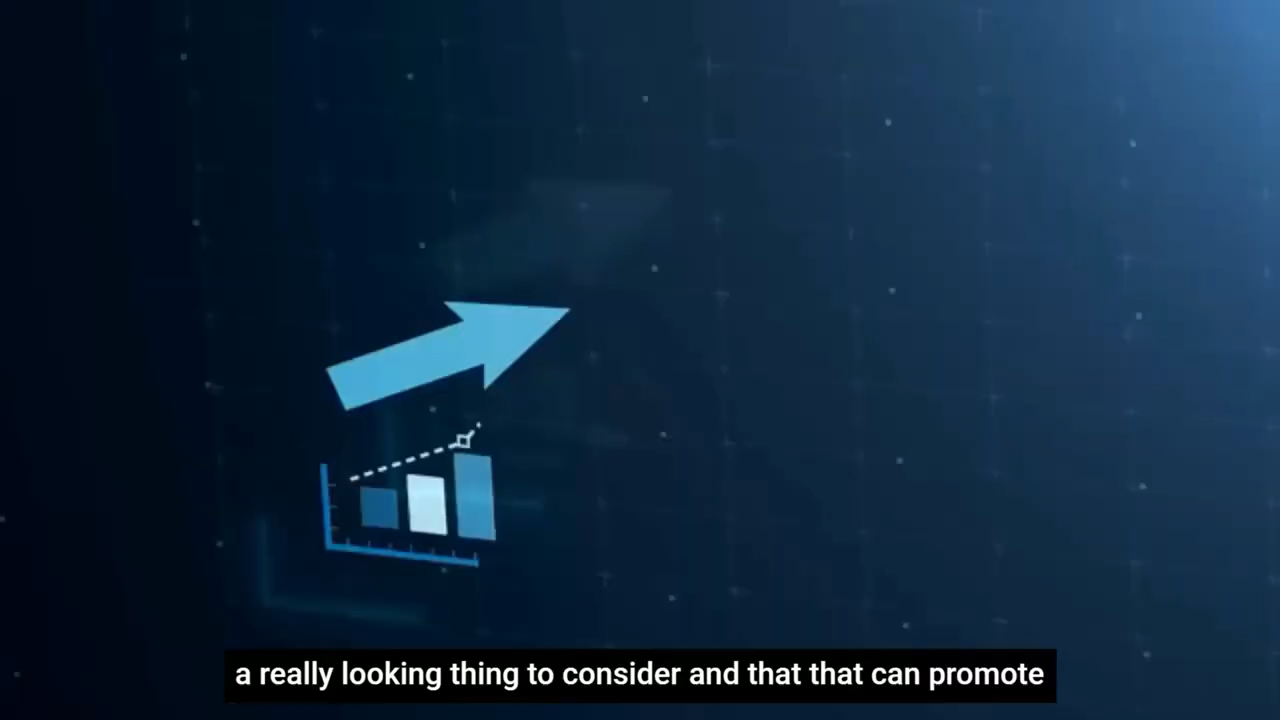 a really looking thing to consider and that that can promote